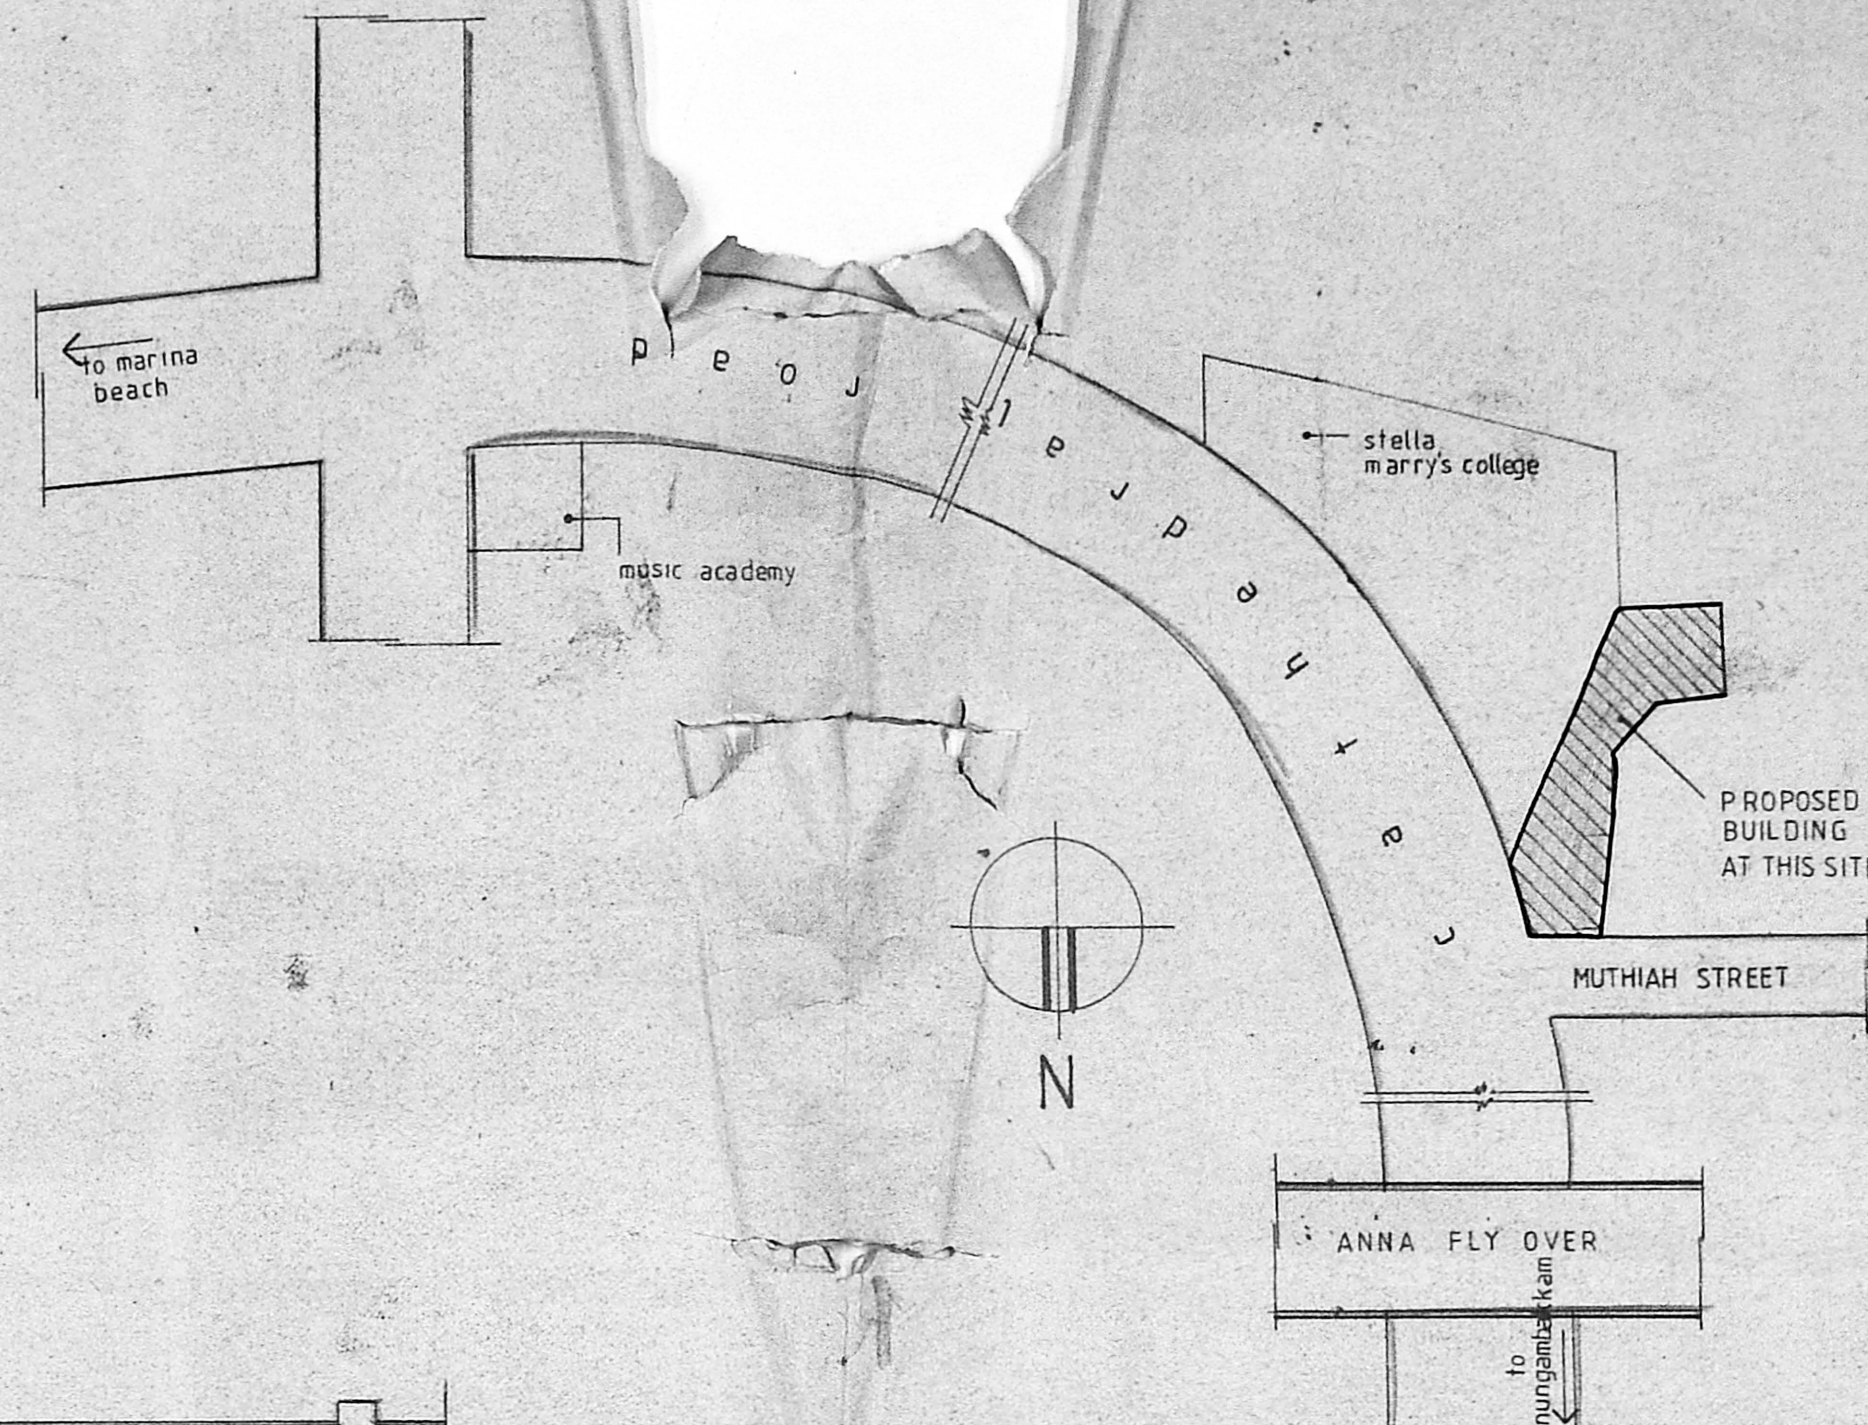 to marina
beach
cathedral road
stella
marry's college
music academy
PROPOSED
BUILDING
AT THIS SITE
MUTHIAH STREET
N
ANNA FLY OVER
to
nungambakkam